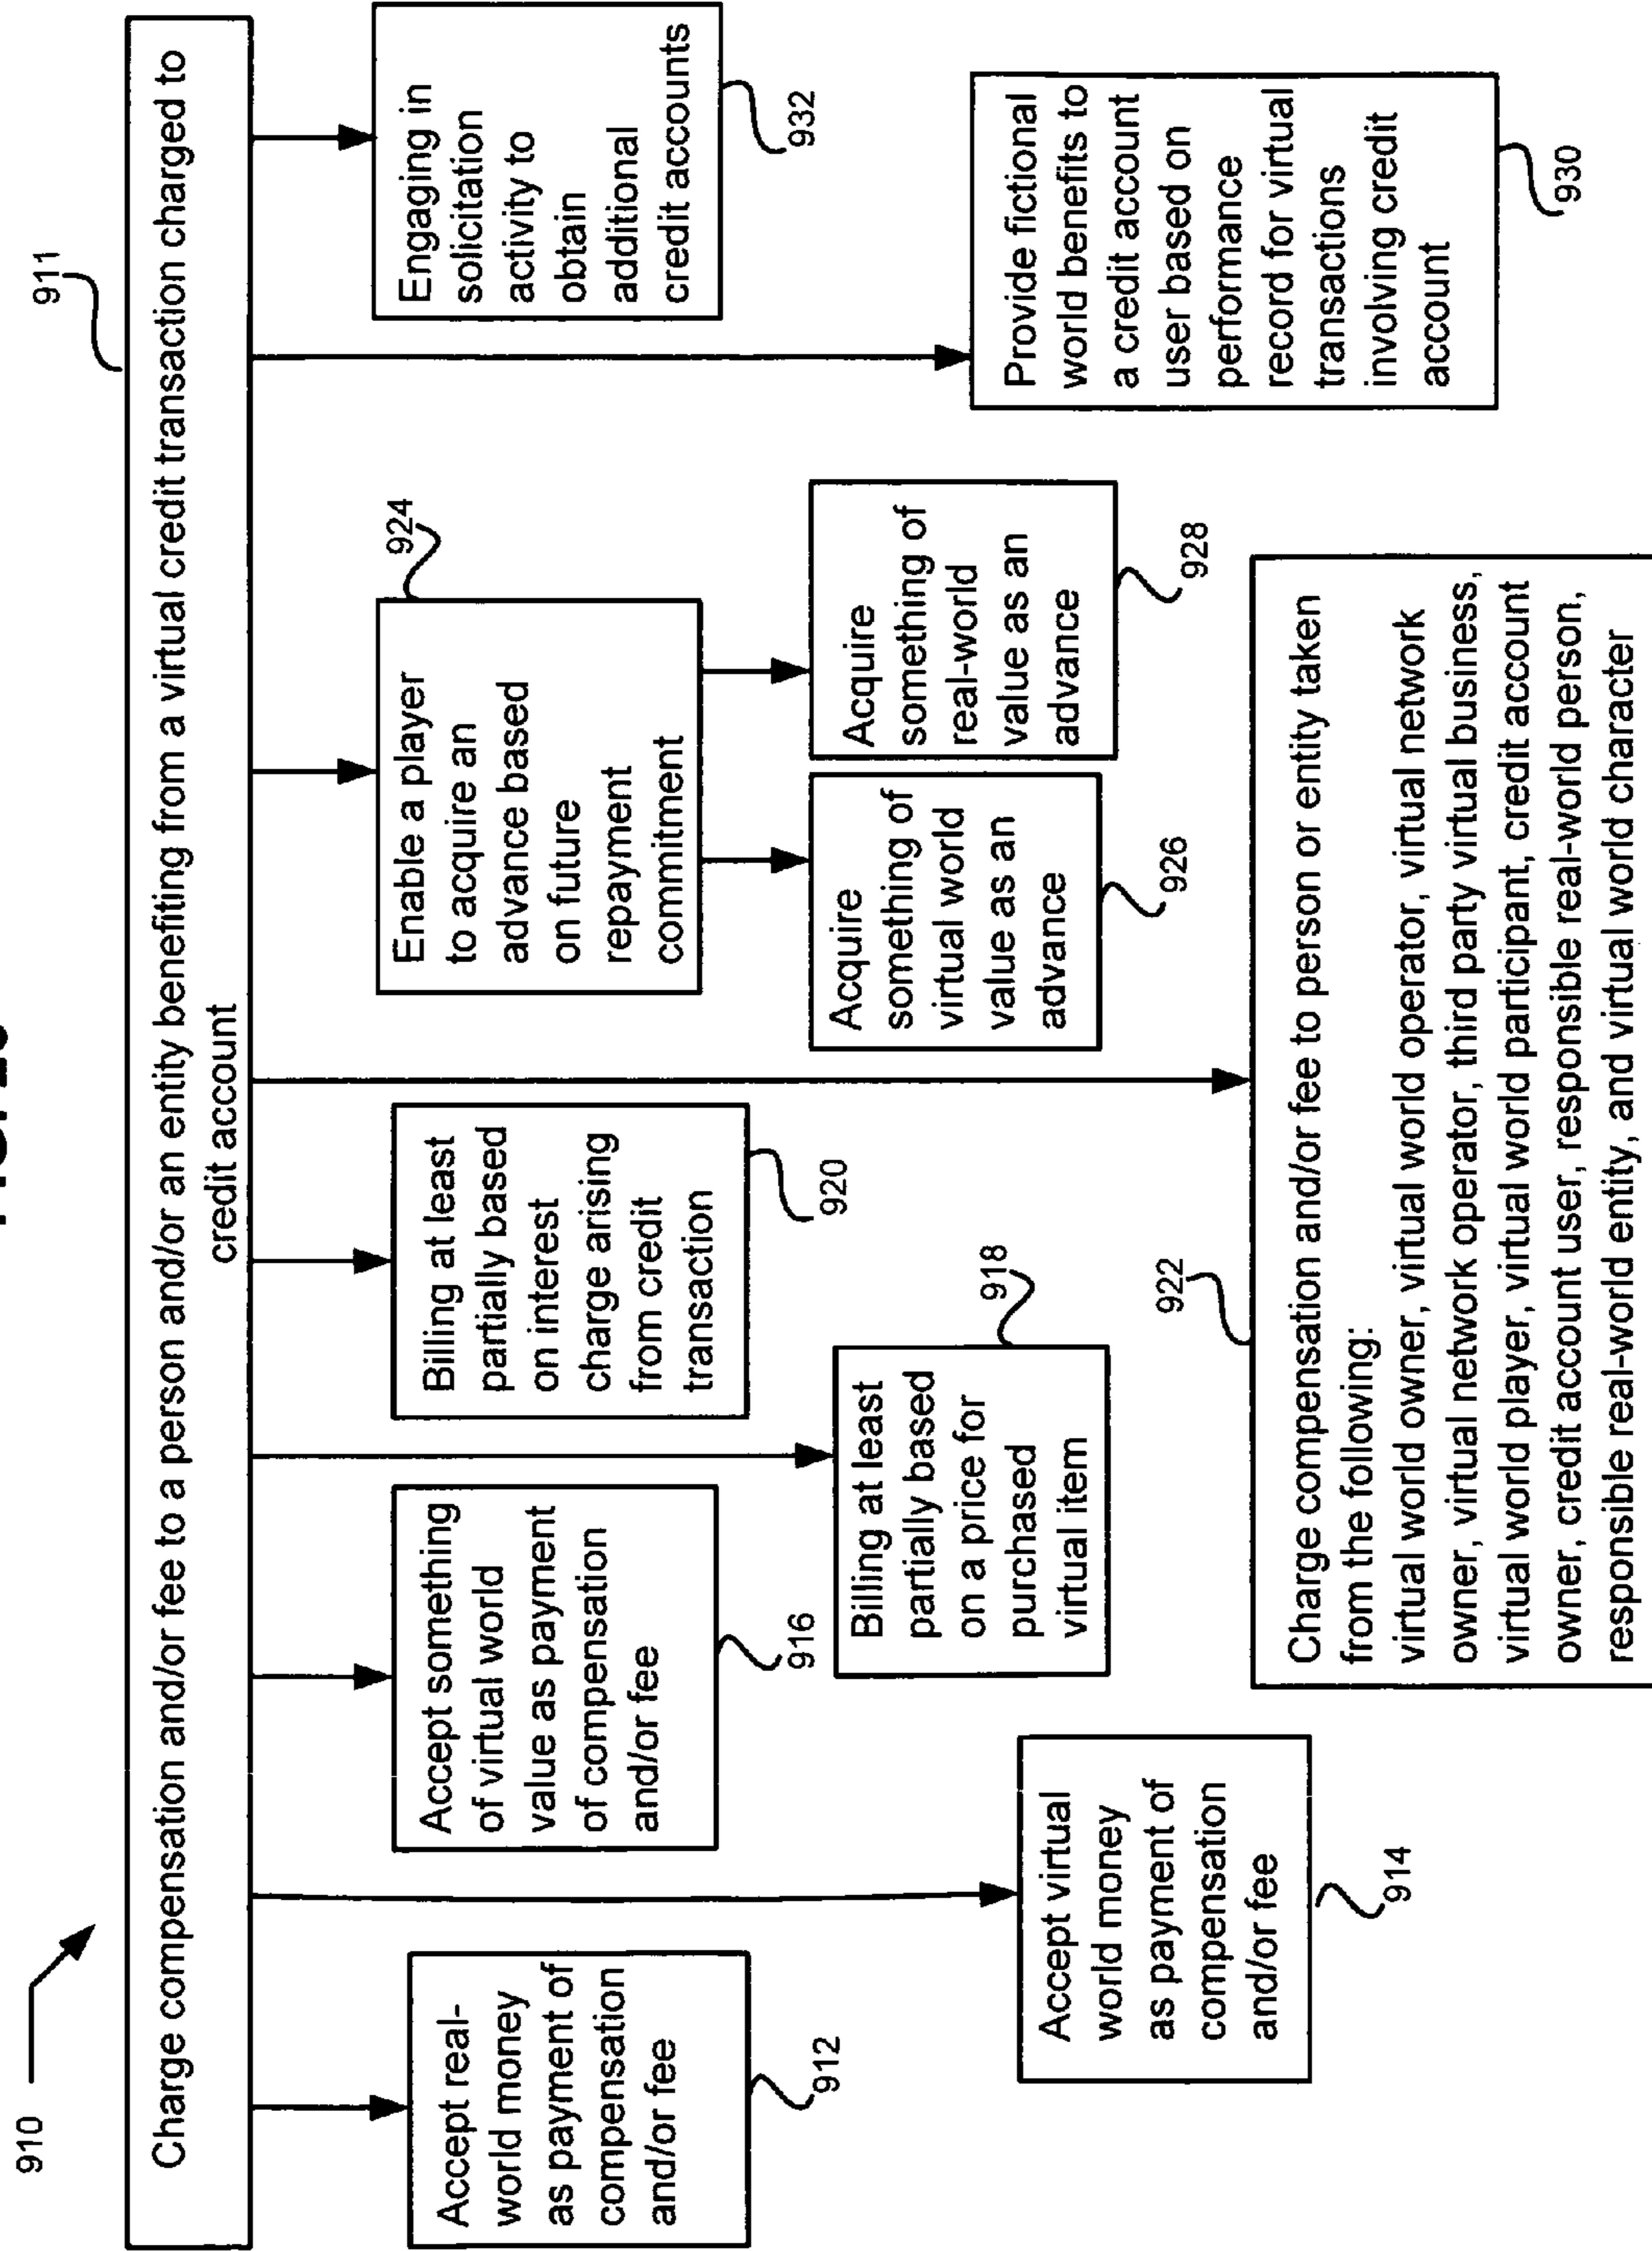 910
911
Charge compensation and/or fee to a person and/or an entity benefiting from a virtual credit transaction charged to
credit account
Accept real-
world money
as payment of
compensation
and/or fee
912
Accept virtual
world money
as payment of
compensation
and/or fee
914
Accept something
of virtual world
value as payment
of compensation
and/or fee
916
Billing at least
partially based
on a price for
purchased
virtual item
918
Billing at least
partially based
on interest
charge arising
from credit
transaction
920
922
Charge compensation and/or fee to person or entity taken
from the following:
virtual world owner, virtual world operator, virtual network
owner, virtual network operator, third party virtual business,
virtual world player, virtual world participant, credit account
owner, credit account user, responsible real-world person,
responsible real-world entity, and virtual world character
924
Enable a player
to acquire an
advance based
on future
repayment
commitment
Acquire
something of
virtual world
value as an
advance
926
Acquire
something of
real-world
value as an
advance
928
Provide fictional
world benefits to
a credit account
user based on
performance
record for virtual
transactions
involving credit
account
930
Engaging in
solicitation
activity to
obtain
additional
credit accounts
932